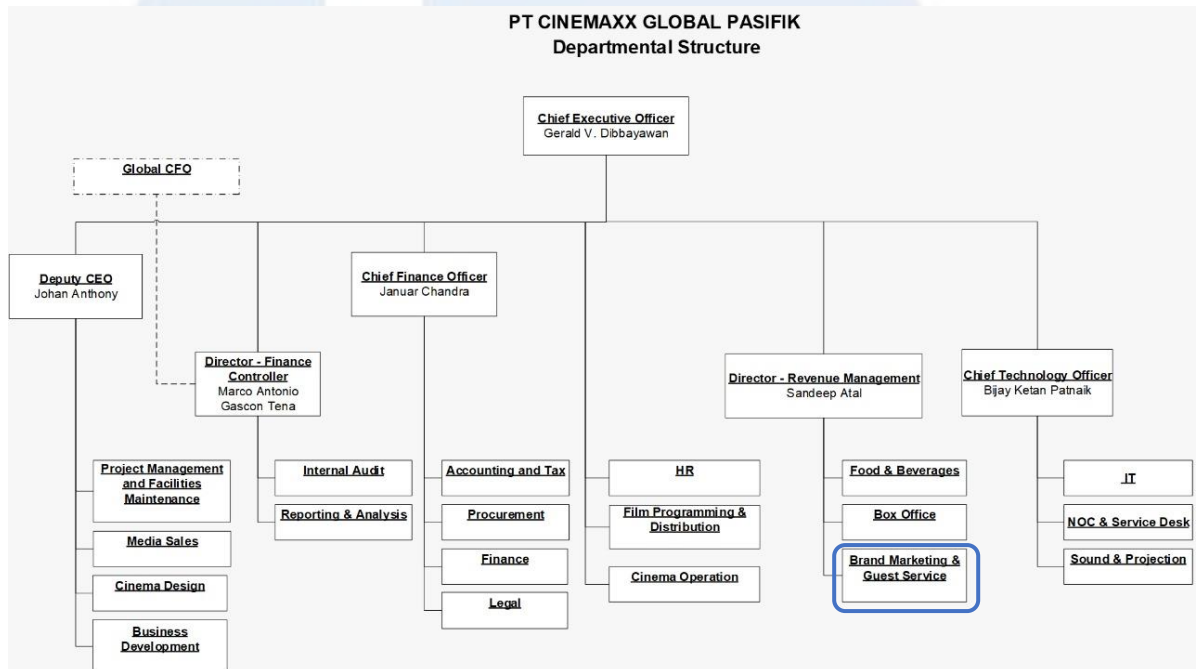 PT CINEMAXX GLOBAL PASIFIK
Departmental Structure
Chief Executive Officer
Gerald V. Dibbayawan
Global CFO
Deputy CEO
Johan Anthony
Chief Finance Officer
Januar Chandra
Director - Finance
Controller
Marco Antonio
Gascon Tena
Director - Revenue Management
Sandeep Atal
Chief Technology Officer
Bijay Ketan Patnaik
Project Management
and Facilities
Maintenance
Media Sales
Cinema Design
Business
Development
Internal Audit
Reporting & Analysis
Accounting and Tax
Procurement
Finance
Legal
HR
Film Programming &
Distribution
Cinema Operation
Food & Beverages
Box Office
Brand Marketing &
Guest Service
IT
NOC & Service Desk
Sound & Projection